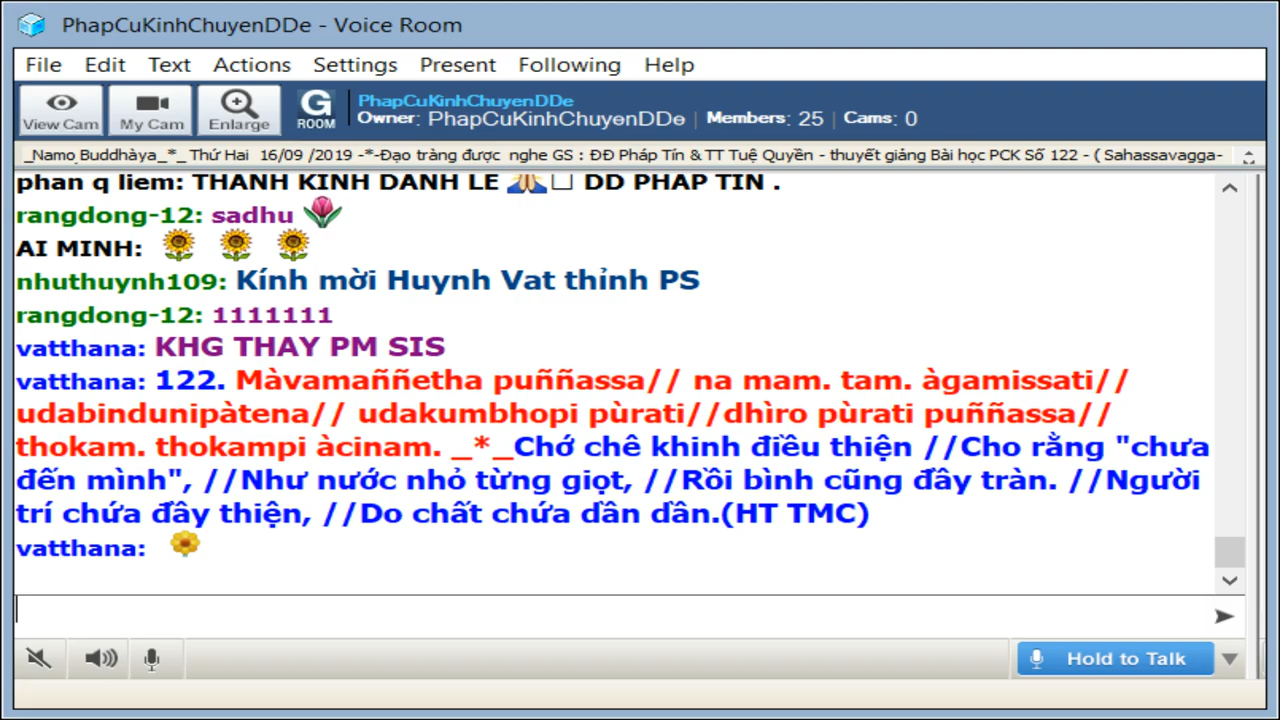 PhapCuKinhChuyenDDe - Voice Room
File Edit Text Actions Settings Present Following Help
View Cam My Cam Enlarge G ROOM PhapCuKinhChuyenDDe
Owner: PhapCuKinhChuyenDDe | Members: 25 | Cams: 0
_Namo Buddhàya_*_ Thứ Hai 16/09 /2019 -*-Đạo tràng được nghe GS : ĐĐ Pháp Tín & TT Tuệ Quyền - thuyết giảng Bài học PCK Số 122 - ( Sahassavagga-
phan q liem: THANH KINH DANH LE 🙏□ DD PHAP TIN .
rangdong-12: sadhu 🌷
AI MINH: 🌻 🌻 🌻
nhuthuynh109: Kính mời Huynh Vat thỉnh PS
rangdong-12: 1111111
vatthana: KHG THAY PM SIS
vatthana: 122. Màvamaññetha puññassa// na mam. tam. àgamissati//
udabindunipàtena// udakumbhopi pùrati//dhìro pùrati puññassa//
thokam. thokampi àcinam. _*_Chớ chê khinh điều thiện //Cho rằng "chưa
đến mình", //Như nước nhỏ từng giọt, //Rồi bình cũng đầy tràn. //Người
trí chứa đầy thiện, //Do chất chứa dần dần.(HT TMC)
vatthana: 🌼
Hold to Talk